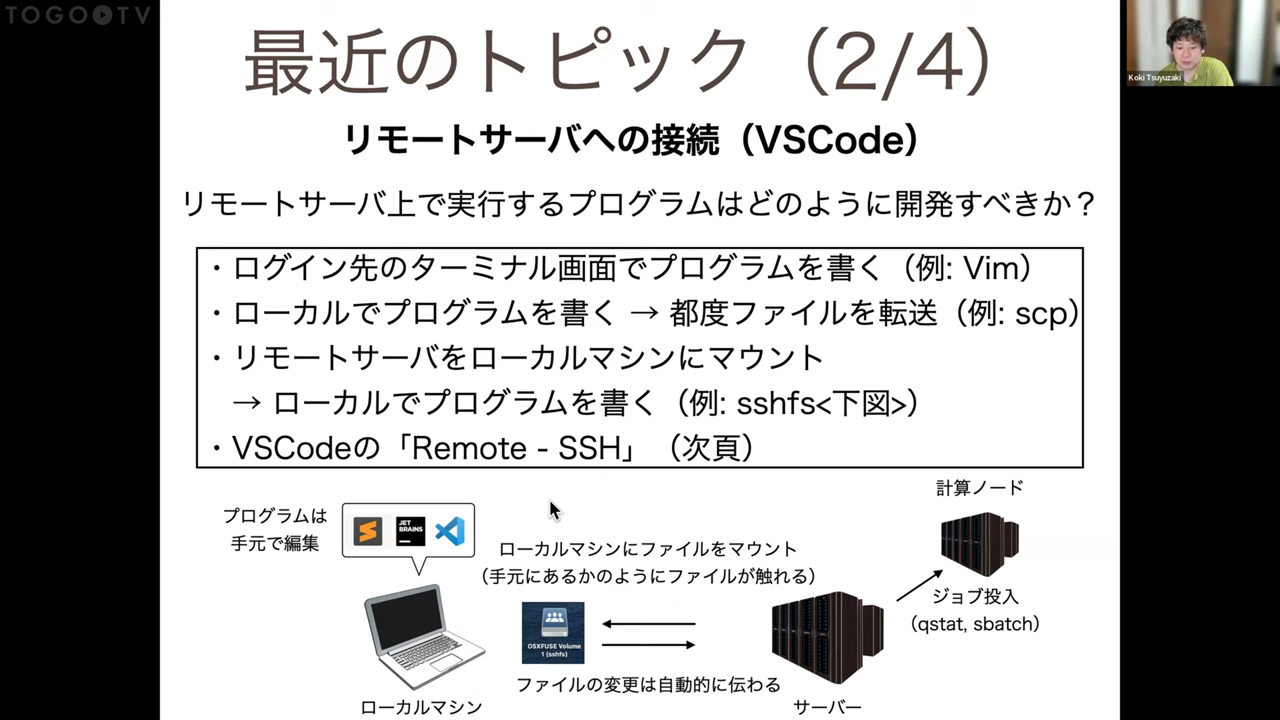 TOGO TV
最近のトピック（2/4）
Koki Tsuyuzaki
リモートサーバへの接続（VSCode）
リモートサーバ上で実行するプログラムはどのように開発すべきか？
・ログイン先のターミナル画面でプログラムを書く（例: Vim）
・ローカルでプログラムを書く → 都度ファイルを転送（例: scp）
・リモートサーバをローカルマシンにマウント
→ ローカルでプログラムを書く（例: sshfs<下図>）
・VSCodeの「Remote - SSH」（次頁）
計算ノード
プログラムは
手元で編集
JET
BRAINS
ローカルマシンにファイルをマウント
（手元にあるかのようにファイルが触れる）
ジョブ投入
（qstat, sbatch）
OSXFUSE Volume
1 (sshfs)
ファイルの変更は自動的に伝わる
ローカルマシン
サーバー